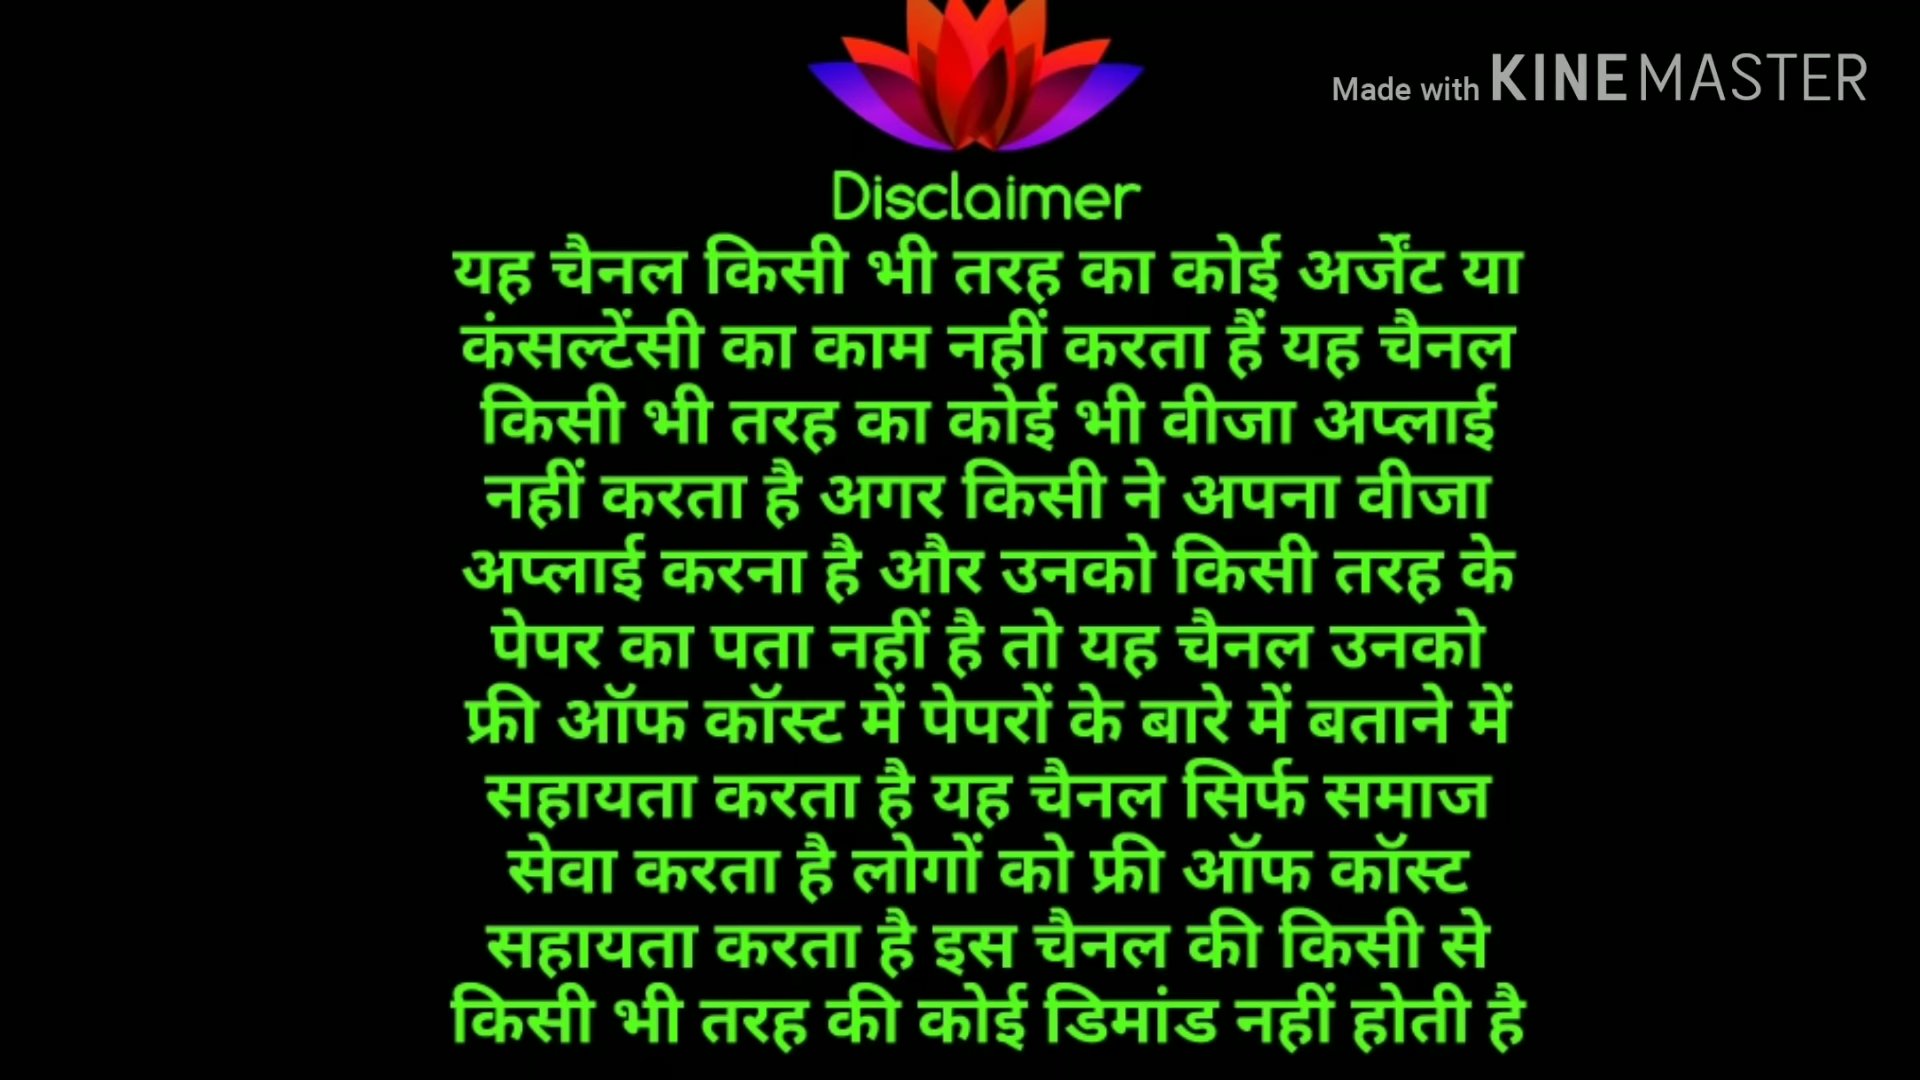 Made with KINEMASTER
Disclaimer
यह चैनल किसी भी तरह का कोई अर्जेंट या
कंसल्टेंसी का काम नहीं करता हैं यह चैनल
किसी भी तरह का कोई भी वीजा अप्लाई
नहीं करता है अगर किसी ने अपना वीजा
अप्लाई करना है और उनको किसी तरह के
पेपर का पता नहीं है तो यह चैनल उनको
फ्री ऑफ कॉस्ट में पेपरों के बारे में बताने में
सहायता करता है यह चैनल सिर्फ समाज
सेवा करता है लोगों को फ्री ऑफ कॉस्ट
सहायता करता है इस चैनल की किसी से
किसी भी तरह की कोई डिमांड नहीं होती है